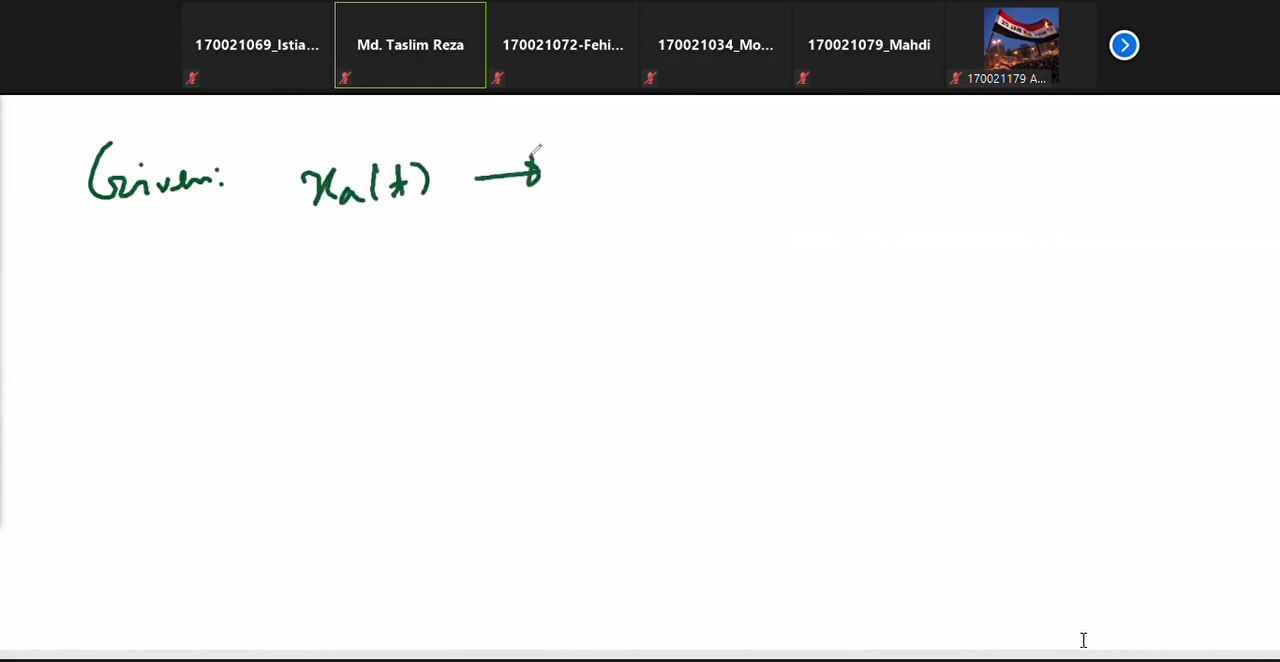 170021069_Istia... Md. Taslim Reza 170021072-Fehi... 170021034_Mo... 170021079_Mahdi 170021179 A...
Given: xa(t) →